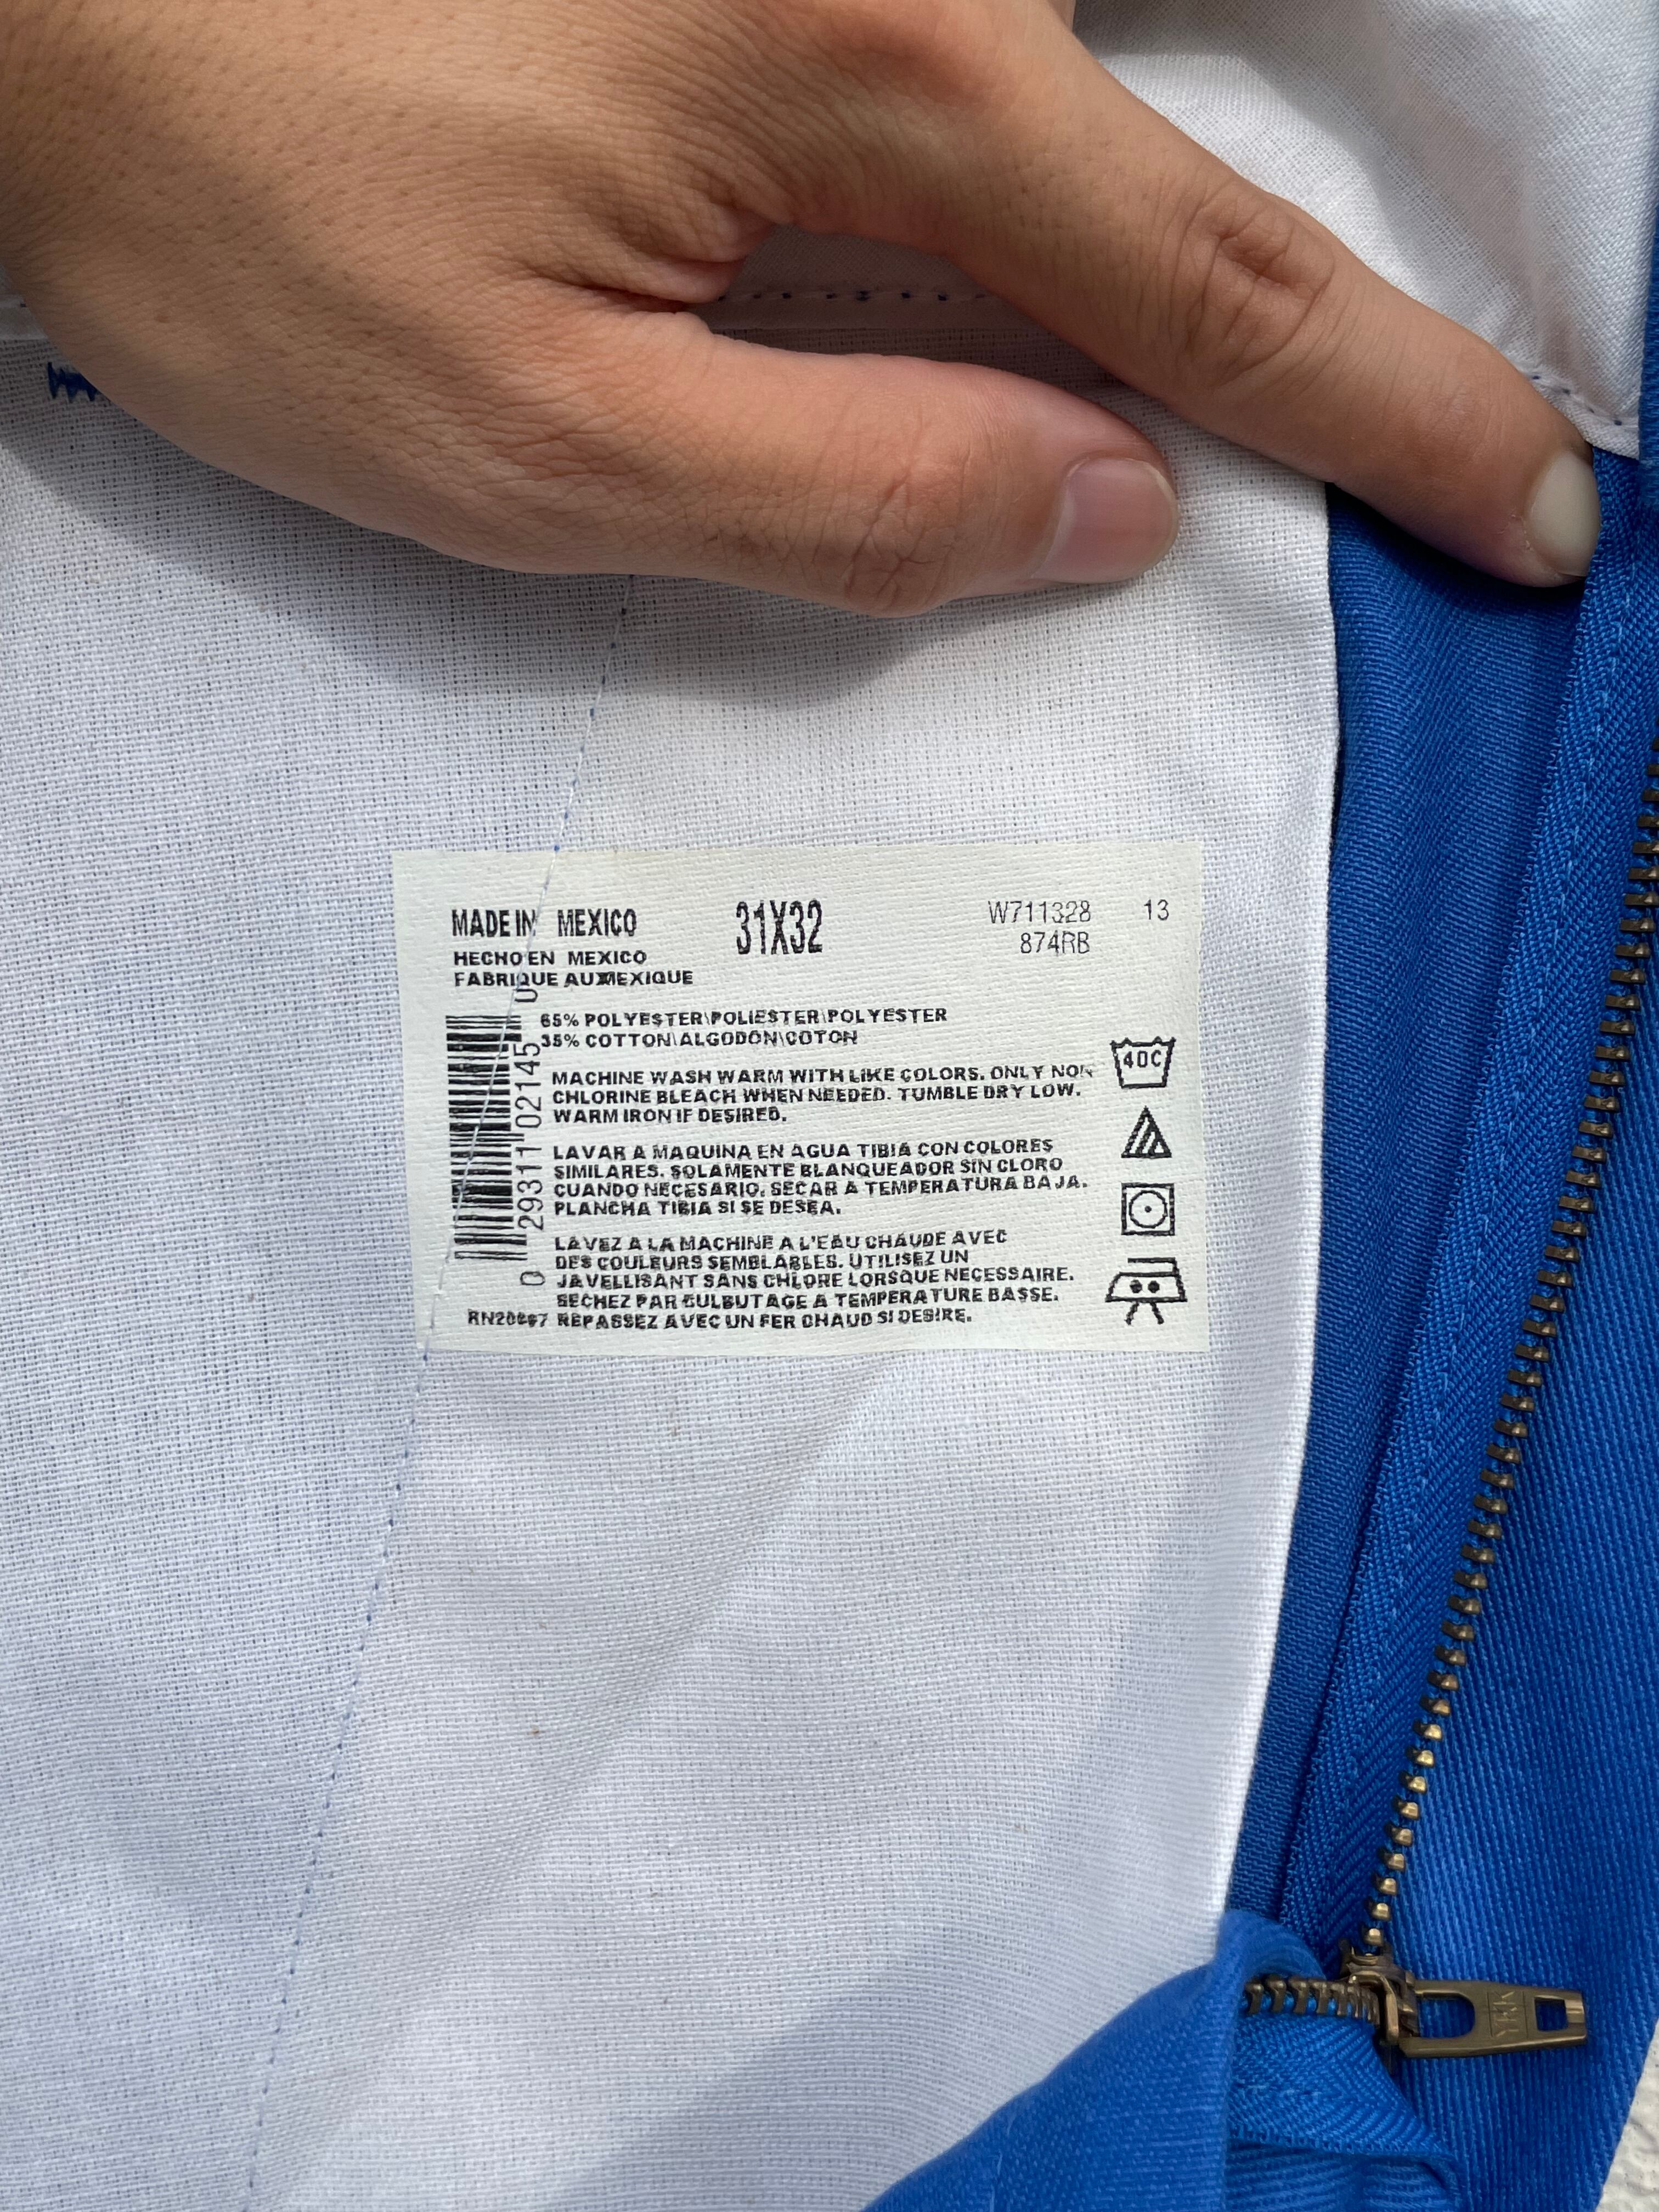 MADE IN MEXICO 31X32 W711328 13
HECHO EN MEXICO 874RB
FABRIQUE AU MEXIQUE
65% POLYESTER\POLIESTER\POLYESTER
35% COTTON\ALGODON\COTON
MACHINE WASH WARM WITH LIKE COLORS. ONLY NON
CHLORINE BLEACH WHEN NEEDED. TUMBLE DRY LOW.
WARM IRON IF DESIRED.
40C
LAVAR A MAQUINA EN AGUA TIBIA CON COLORES
SIMILARES. SOLAMENTE BLANQUEADOR SIN CLORO
CUANDO NECESARIO. SECAR A TEMPERATURA BAJA.
PLANCHA TIBIA SI SE DESEA.
LAVEZ A LA MACHINE A L'EAU CHAUDE AVEC
DES COULEURS SEMBLABLES. UTILISEZ UN
JAVELLISANT SANS CHLORE LORSQUE NECESSAIRE.
SECHEZ PAR CULBUTAGE A TEMPERATURE BASSE.
REPASSEZ AVEC UN FER CHAUD SI DESIRE.
0 29311 02145 0
YKK